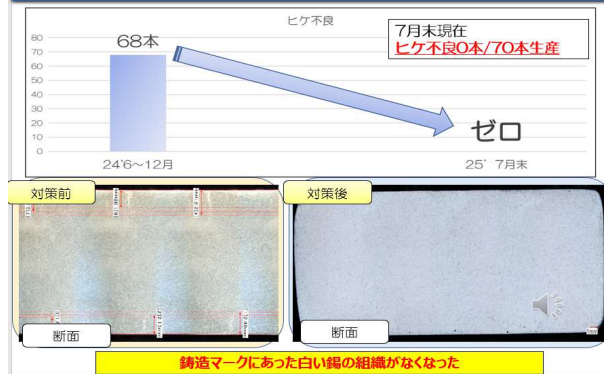 ヒケ不良
7月末現在
ヒケ不良0本/70本生産
80
70
60
50
40
30
20
10
0
68本
ゼロ
24'6～12月
25' 7月末
対策前
対策後
断面
断面
鋳造マークにあった白い錫の組織がなくなった